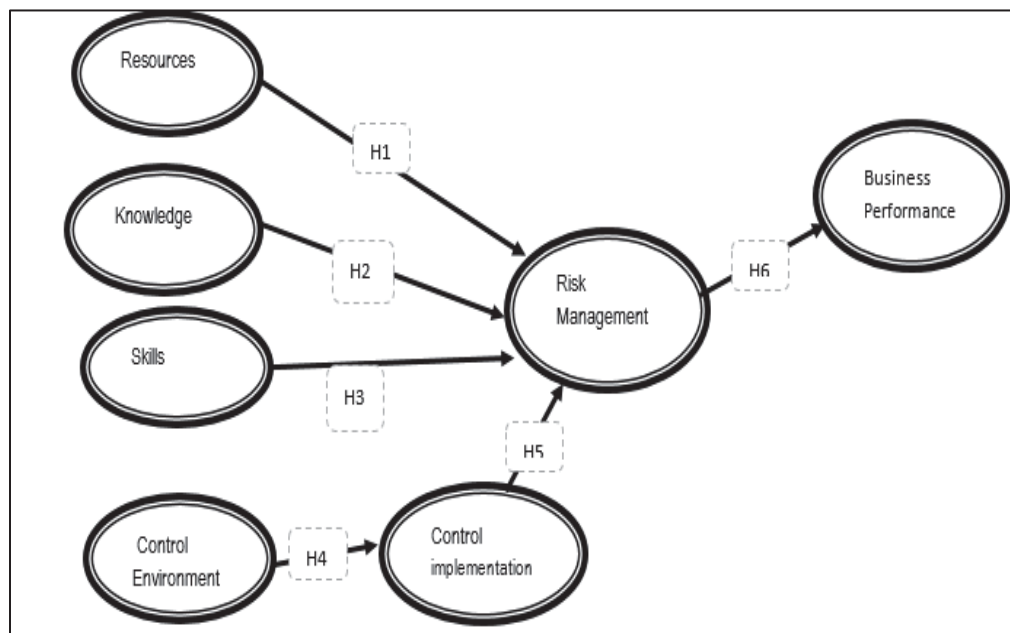 Resources
H1
Knowledge
H2
Skills
H3
Control
Environment
H4
Control
implementation
H5
Risk
Management
H6
Business
Performance